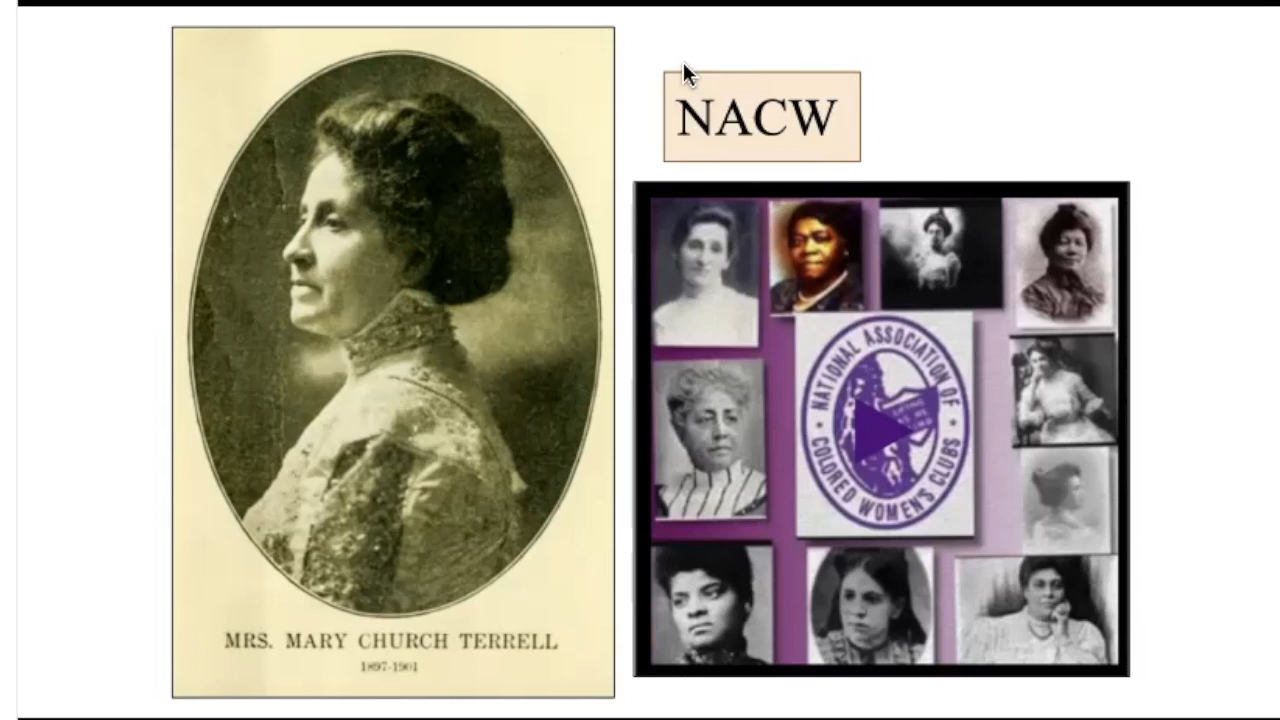 NACW
MRS. MARY CHURCH TERRELL
1897-1901
NATIONAL ASSOCIATION OF
COLORED WOMEN'S CLUBS